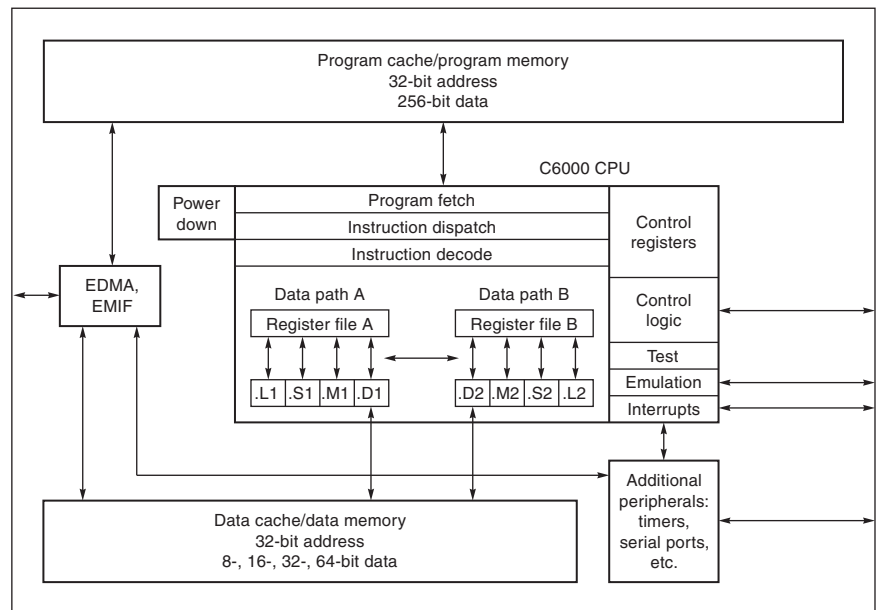 Program cache/program memory
32-bit address
256-bit data
C6000 CPU
Power
down
Program fetch
Instruction dispatch
Instruction decode
Control
registers
EDMA,
EMIF
Data path A
Data path B
Register file A
Register file B
Control
logic
Test
.L1 .S1 .M1 .D1
.D2 .M2 .S2 .L2
Emulation
Interrupts
Additional
peripherals:
timers,
serial ports,
etc.
Data cache/data memory
32-bit address
8-, 16-, 32-, 64-bit data